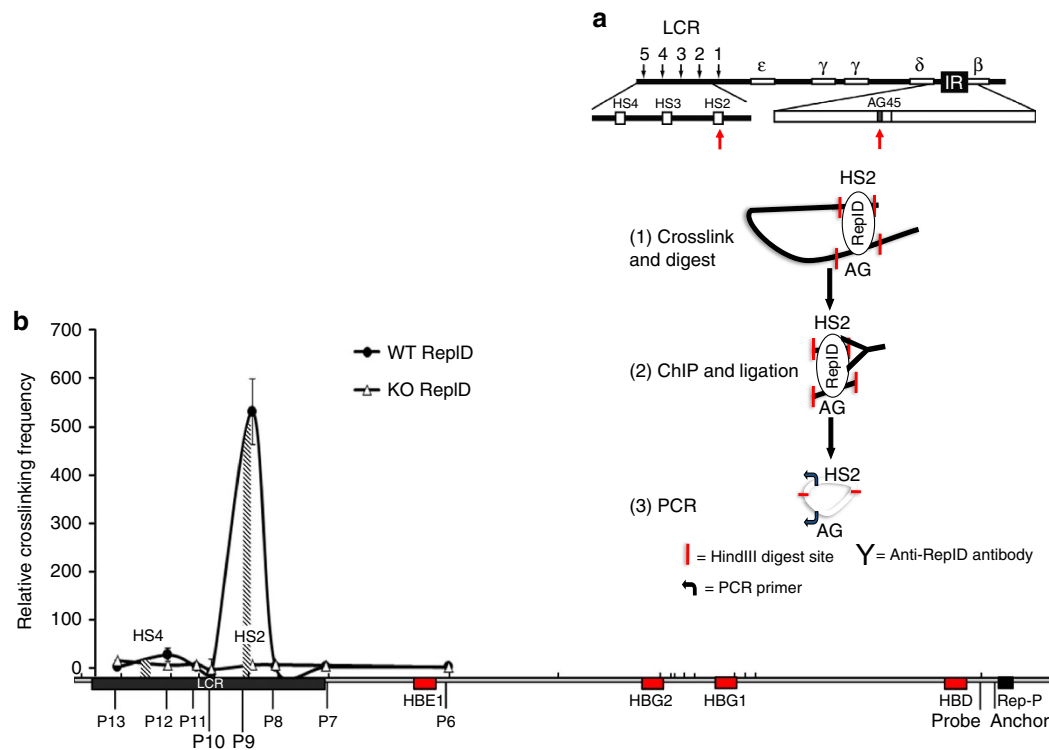 a
LCR
5 4 3 2 1
ε γ γ δ IR β
HS4 HS3 HS2
AG45
HS2
RepID
AG
(1) Crosslink
and digest
HS2
RepID
AG
(2) ChIP and ligation
HS2
AG
(3) PCR
= HindIII digest site
= Anti-RepID antibody
= PCR primer
b
Relative crosslinking frequency
700
600
500
400
300
200
100
0
WT RepID
KO RepID
HS4
HS2
LCR
HBE1
HBG2
HBG1
HBD
Rep-P
P13
P12
P11
P10
P9
P8
P7
P6
Probe
Anchor